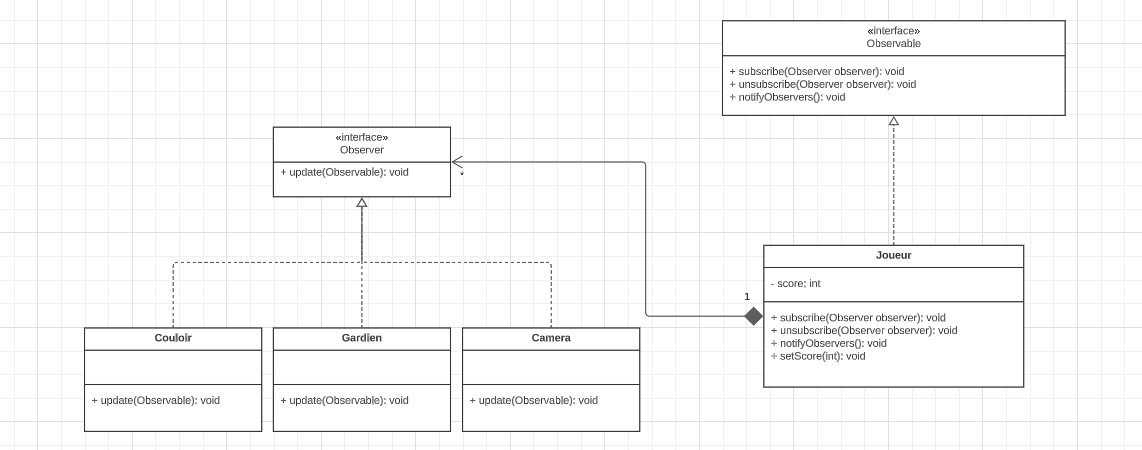 «interface»
Observable
+ subscribe(Observer observer): void
+ unsubscribe(Observer observer): void
+ notifyObservers(): void
«interface»
Observer
+ update(Observable): void
*
Joueur
- score; int
1
+ subscribe(Observer observer): void
+ unsubscribe(Observer observer): void
+ notifyObservers(): void
+ setScore(int): void
Couloir
+ update(Observable): void
Gardien
+ update(Observable): void
Camera
+ update(Observable): void